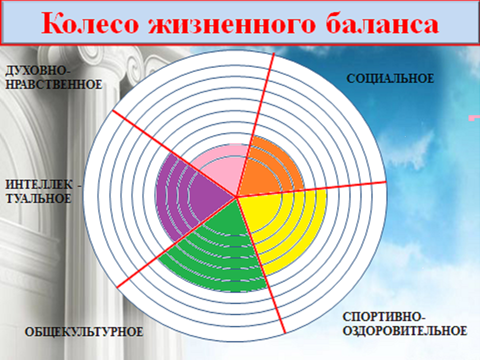 Колесо жизненного баланса
ДУХОВНО-
НРАВСТВЕННОЕ
СОЦИАЛЬНОЕ
ИНТЕЛЛЕК -
ТУАЛЬНОЕ
ОБЩЕКУЛЬТУРНОЕ
СПОРТИВНО-
ОЗДОРОВИТЕЛЬНОЕ